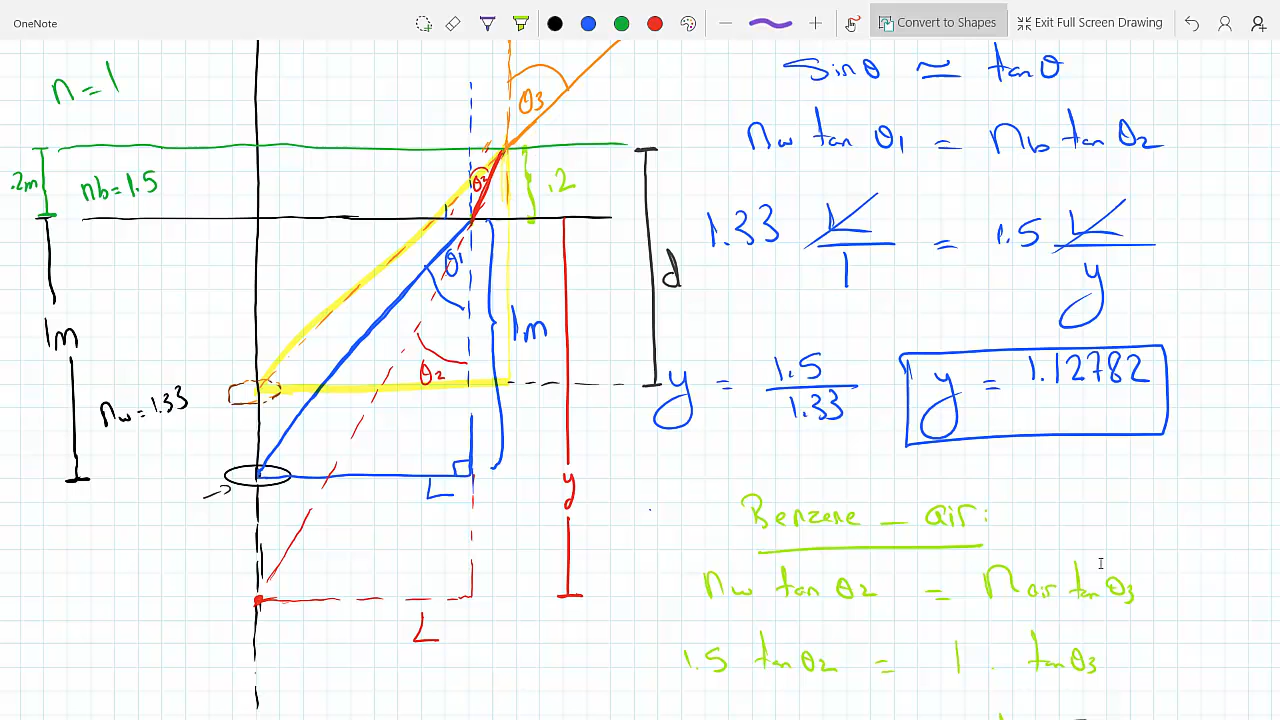 OneNote
Convert to Shapes
Exit Full Screen Drawing
n = 1
θ3
.2m
nb = 1.5
θ2
.2
θ1
1m
1m
d
θ2
nw = 1.33
L
y
L
sinθ ≃ tanθ
nw tan θ1 = nb tan θ2
1.33 L/1 = 1.5 L/y
y = 1.5/1.33
y = 1.12782
Benzene - air:
nw tan θ2 = nair tan θ3
1.5 tan θ2 = 1 . tan θ3